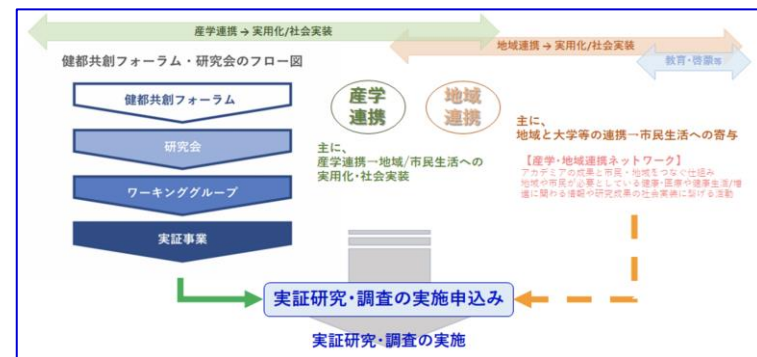 産学連携 → 実用化/社会実装
地域連携 → 実用化/社会実装
教育・啓蒙等
健都共創フォーラム・研究会のフロー図
健都共創フォーラム
研究会
ワーキンググループ
実証事業
産学
連携
地域
連携
主に、
産学連携→地域/市民生活への
実用化・社会実装
主に、
地域と大学等の連携→市民生活への寄与
【産学・地域連携ネットワーク】
アカデミアの成果と市民・地域をつなぐ仕組み
地域や市民が必要としている健康・医療や健康生活/増
進に関わる情報や研究成果の社会実装に繋げる活動
実証研究・調査の実施申込み
実証研究・調査の実施